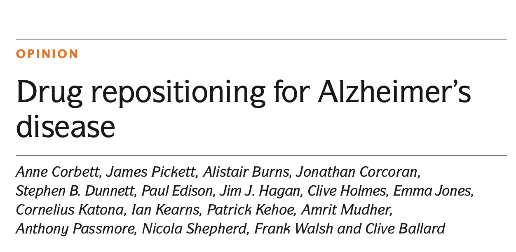 OPINION
Drug repositioning for Alzheimer's
disease
Anne Corbett, James Pickett, Alistair Burns, Jonathan Corcoran,
Stephen B. Dunnett, Paul Edison, Jim J. Hagan, Clive Holmes, Emma Jones,
Cornelius Katona, Ian Kearns, Patrick Kehoe, Amrit Mudher,
Anthony Passmore, Nicola Shepherd, Frank Walsh and Clive Ballard